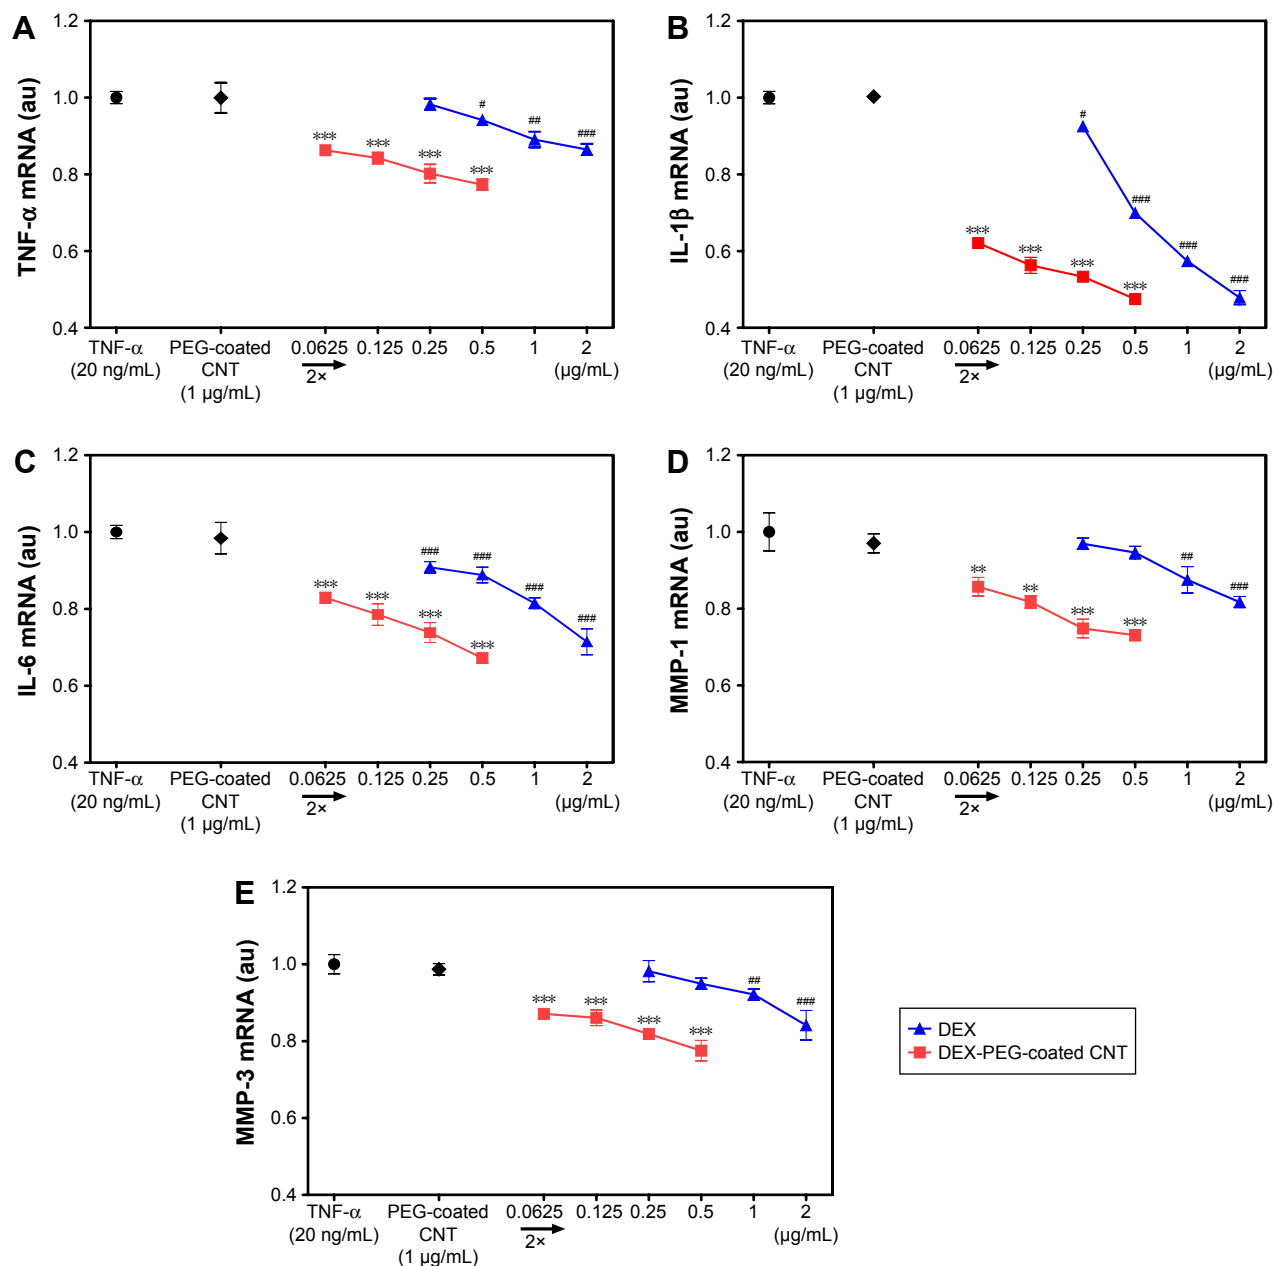 A
TNF-α mRNA (au)
1.2
1.0
0.8
0.6
0.4
*** *** *** ***
# ## ###
TNF-α
(20 ng/mL)
PEG-coated
CNT
(1 µg/mL)
0.0625 0.125 0.25 0.5 1 2
2×
(µg/mL)
B
IL-1β mRNA (au)
1.2
1.0
0.8
0.6
0.4
*** *** *** ***
# ### ### ###
TNF-α
(20 ng/mL)
PEG-coated
CNT
(1 µg/mL)
0.0625 0.125 0.25 0.5 1 2
2×
(µg/mL)
C
IL-6 mRNA (au)
1.2
1.0
0.8
0.6
0.4
*** *** *** ***
### ### ### ###
TNF-α
(20 ng/mL)
PEG-coated
CNT
(1 µg/mL)
0.0625 0.125 0.25 0.5 1 2
2×
(µg/mL)
D
MMP-1 mRNA (au)
1.2
1.0
0.8
0.6
0.4
** ** *** ***
## ###
TNF-α
(20 ng/mL)
PEG-coated
CNT
(1 µg/mL)
0.0625 0.125 0.25 0.5 1 2
2×
(µg/mL)
E
MMP-3 mRNA (au)
1.2
1.0
0.8
0.6
0.4
*** *** *** ***
## ###
TNF-α
(20 ng/mL)
PEG-coated
CNT
(1 µg/mL)
0.0625 0.125 0.25 0.5 1 2
2×
(µg/mL)
DEX
DEX-PEG-coated CNT